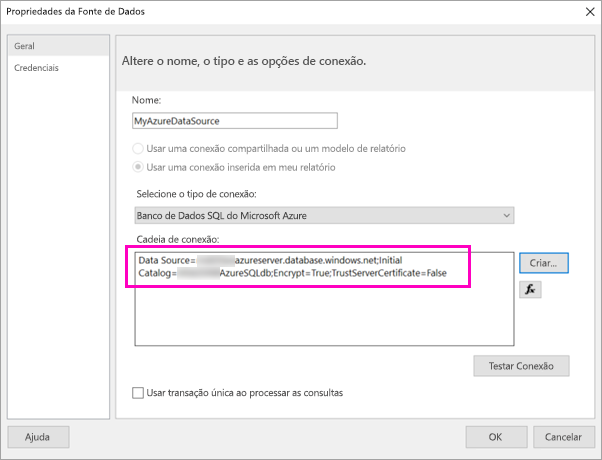 Propriedades da Fonte de Dados
Geral
Credenciais
Altere o nome, o tipo e as opções de conexão.
Nome:
MyAzureDataSource
Usar uma conexão compartilhada ou um modelo de relatório
Usar uma conexão inserida em meu relatório
Selecione o tipo de conexão:
Banco de Dados SQL do Microsoft Azure
Cadeia de conexão:
Data Source= azureserver.database.windows.net;Initial
Catalog= AzureSQLdb;Encrypt=True;TrustServerCertificate=False
Criar...
fx
Testar Conexão
Usar transação única ao processar as consultas
Ajuda
OK
Cancelar